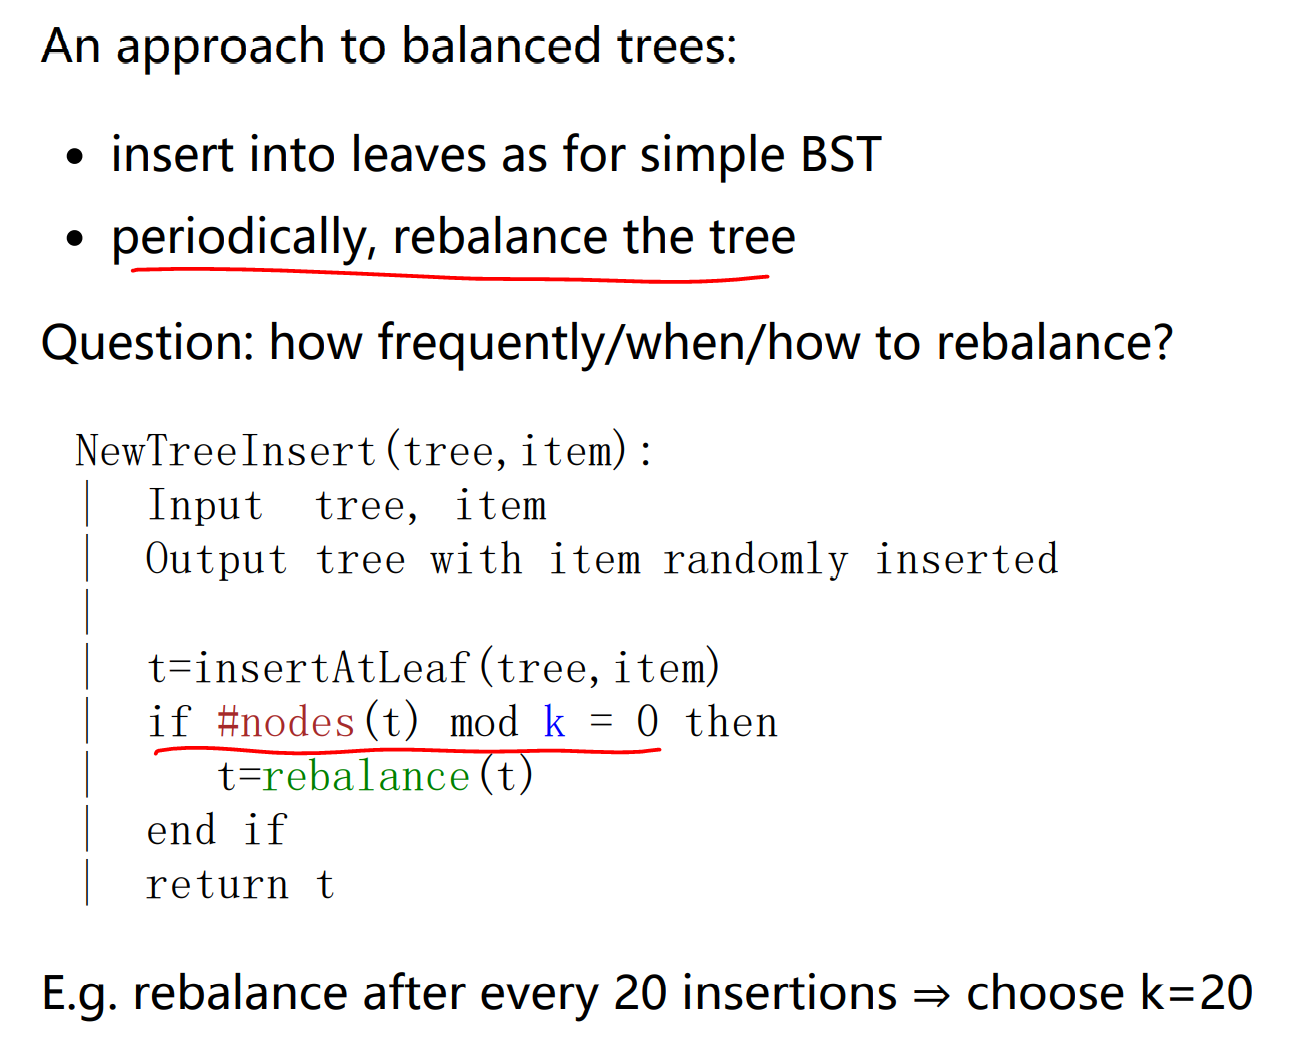 An approach to balanced trees:
• insert into leaves as for simple BST
• periodically, rebalance the tree
Question: how frequently/when/how to rebalance?
NewTreeInsert(tree,item):
| Input tree, item
| Output tree with item randomly inserted
|
| t=insertAtLeaf(tree,item)
| if #nodes(t) mod k = 0 then
| t=rebalance(t)
| end if
| return t
E.g. rebalance after every 20 insertions ⇒ choose k=20